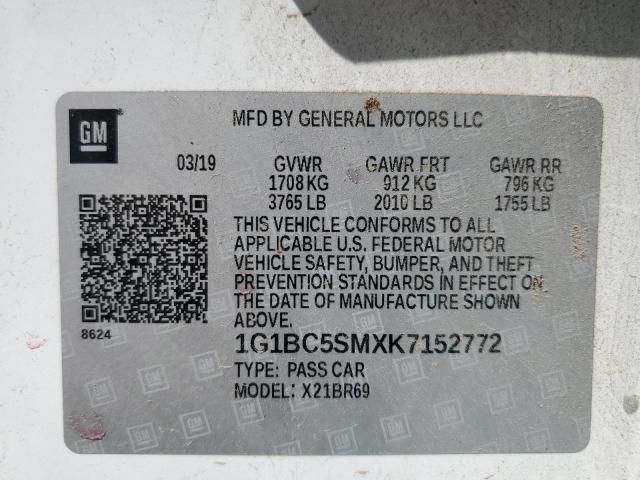 GM
MFD BY GENERAL MOTORS LLC
03/19 GVWR GAWR FRT GAWR RR
1708 KG 912 KG 796 KG
3765 LB 2010 LB 1755 LB
THIS VEHICLE CONFORMS TO ALL
APPLICABLE U.S. FEDERAL MOTOR
VEHICLE SAFETY, BUMPER, AND THEFT
PREVENTION STANDARDS IN EFFECT ON
THE DATE OF MANUFACTURE SHOWN
ABOVE.
8624
1G1BC5SMXK7152772
TYPE: PASS CAR
MODEL: X21BR69